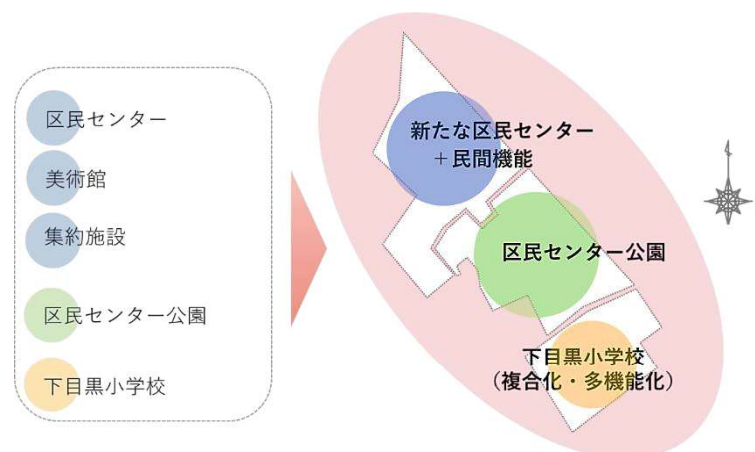 区民センター
美術館
集約施設
区民センター公園
下目黒小学校
新たな区民センター
＋民間機能
区民センター公園
下目黒小学校
（複合化・多機能化）